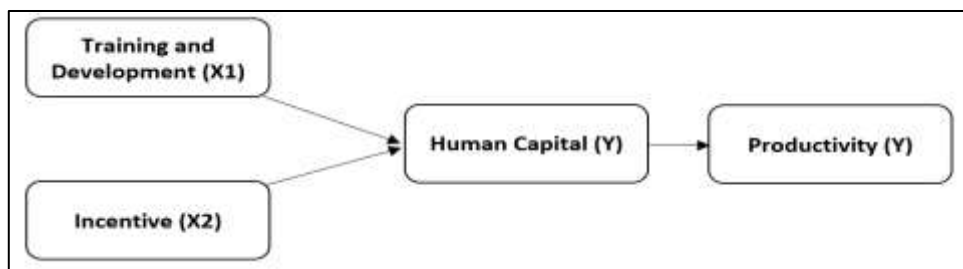 Training and
Development (X1)
Human Capital (Y)
Productivity (Y)
Incentive (X2)